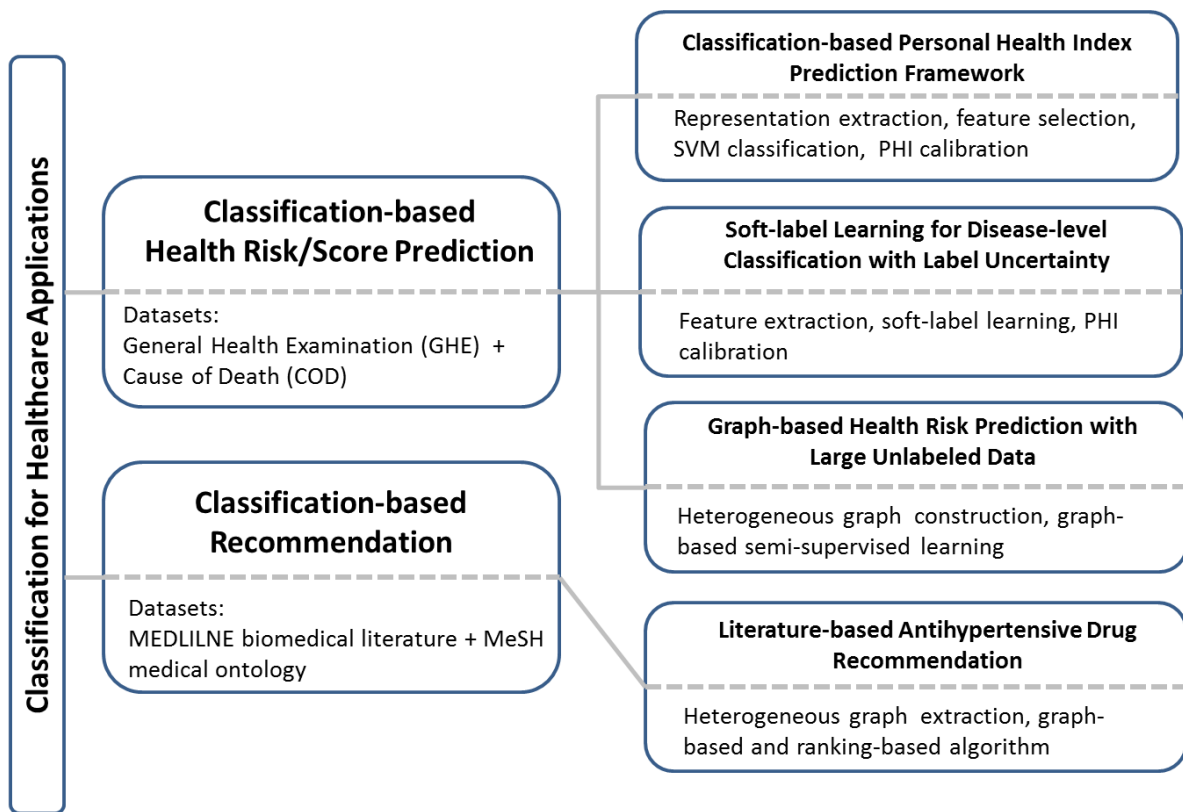 Classification for Healthcare Applications
Classification-based
Health Risk/Score Prediction
Datasets:
General Health Examination (GHE) +
Cause of Death (COD)
Classification-based
Recommendation
Datasets:
MEDLILNE biomedical literature + MeSH
medical ontology
Classification-based Personal Health Index
Prediction Framework
Representation extraction, feature selection,
SVM classification, PHI calibration
Soft-label Learning for Disease-level
Classification with Label Uncertainty
Feature extraction, soft-label learning, PHI
calibration
Graph-based Health Risk Prediction with
Large Unlabeled Data
Heterogeneous graph construction, graph-
based semi-supervised learning
Literature-based Antihypertensive Drug
Recommendation
Heterogeneous graph extraction, graph-
based and ranking-based algorithm